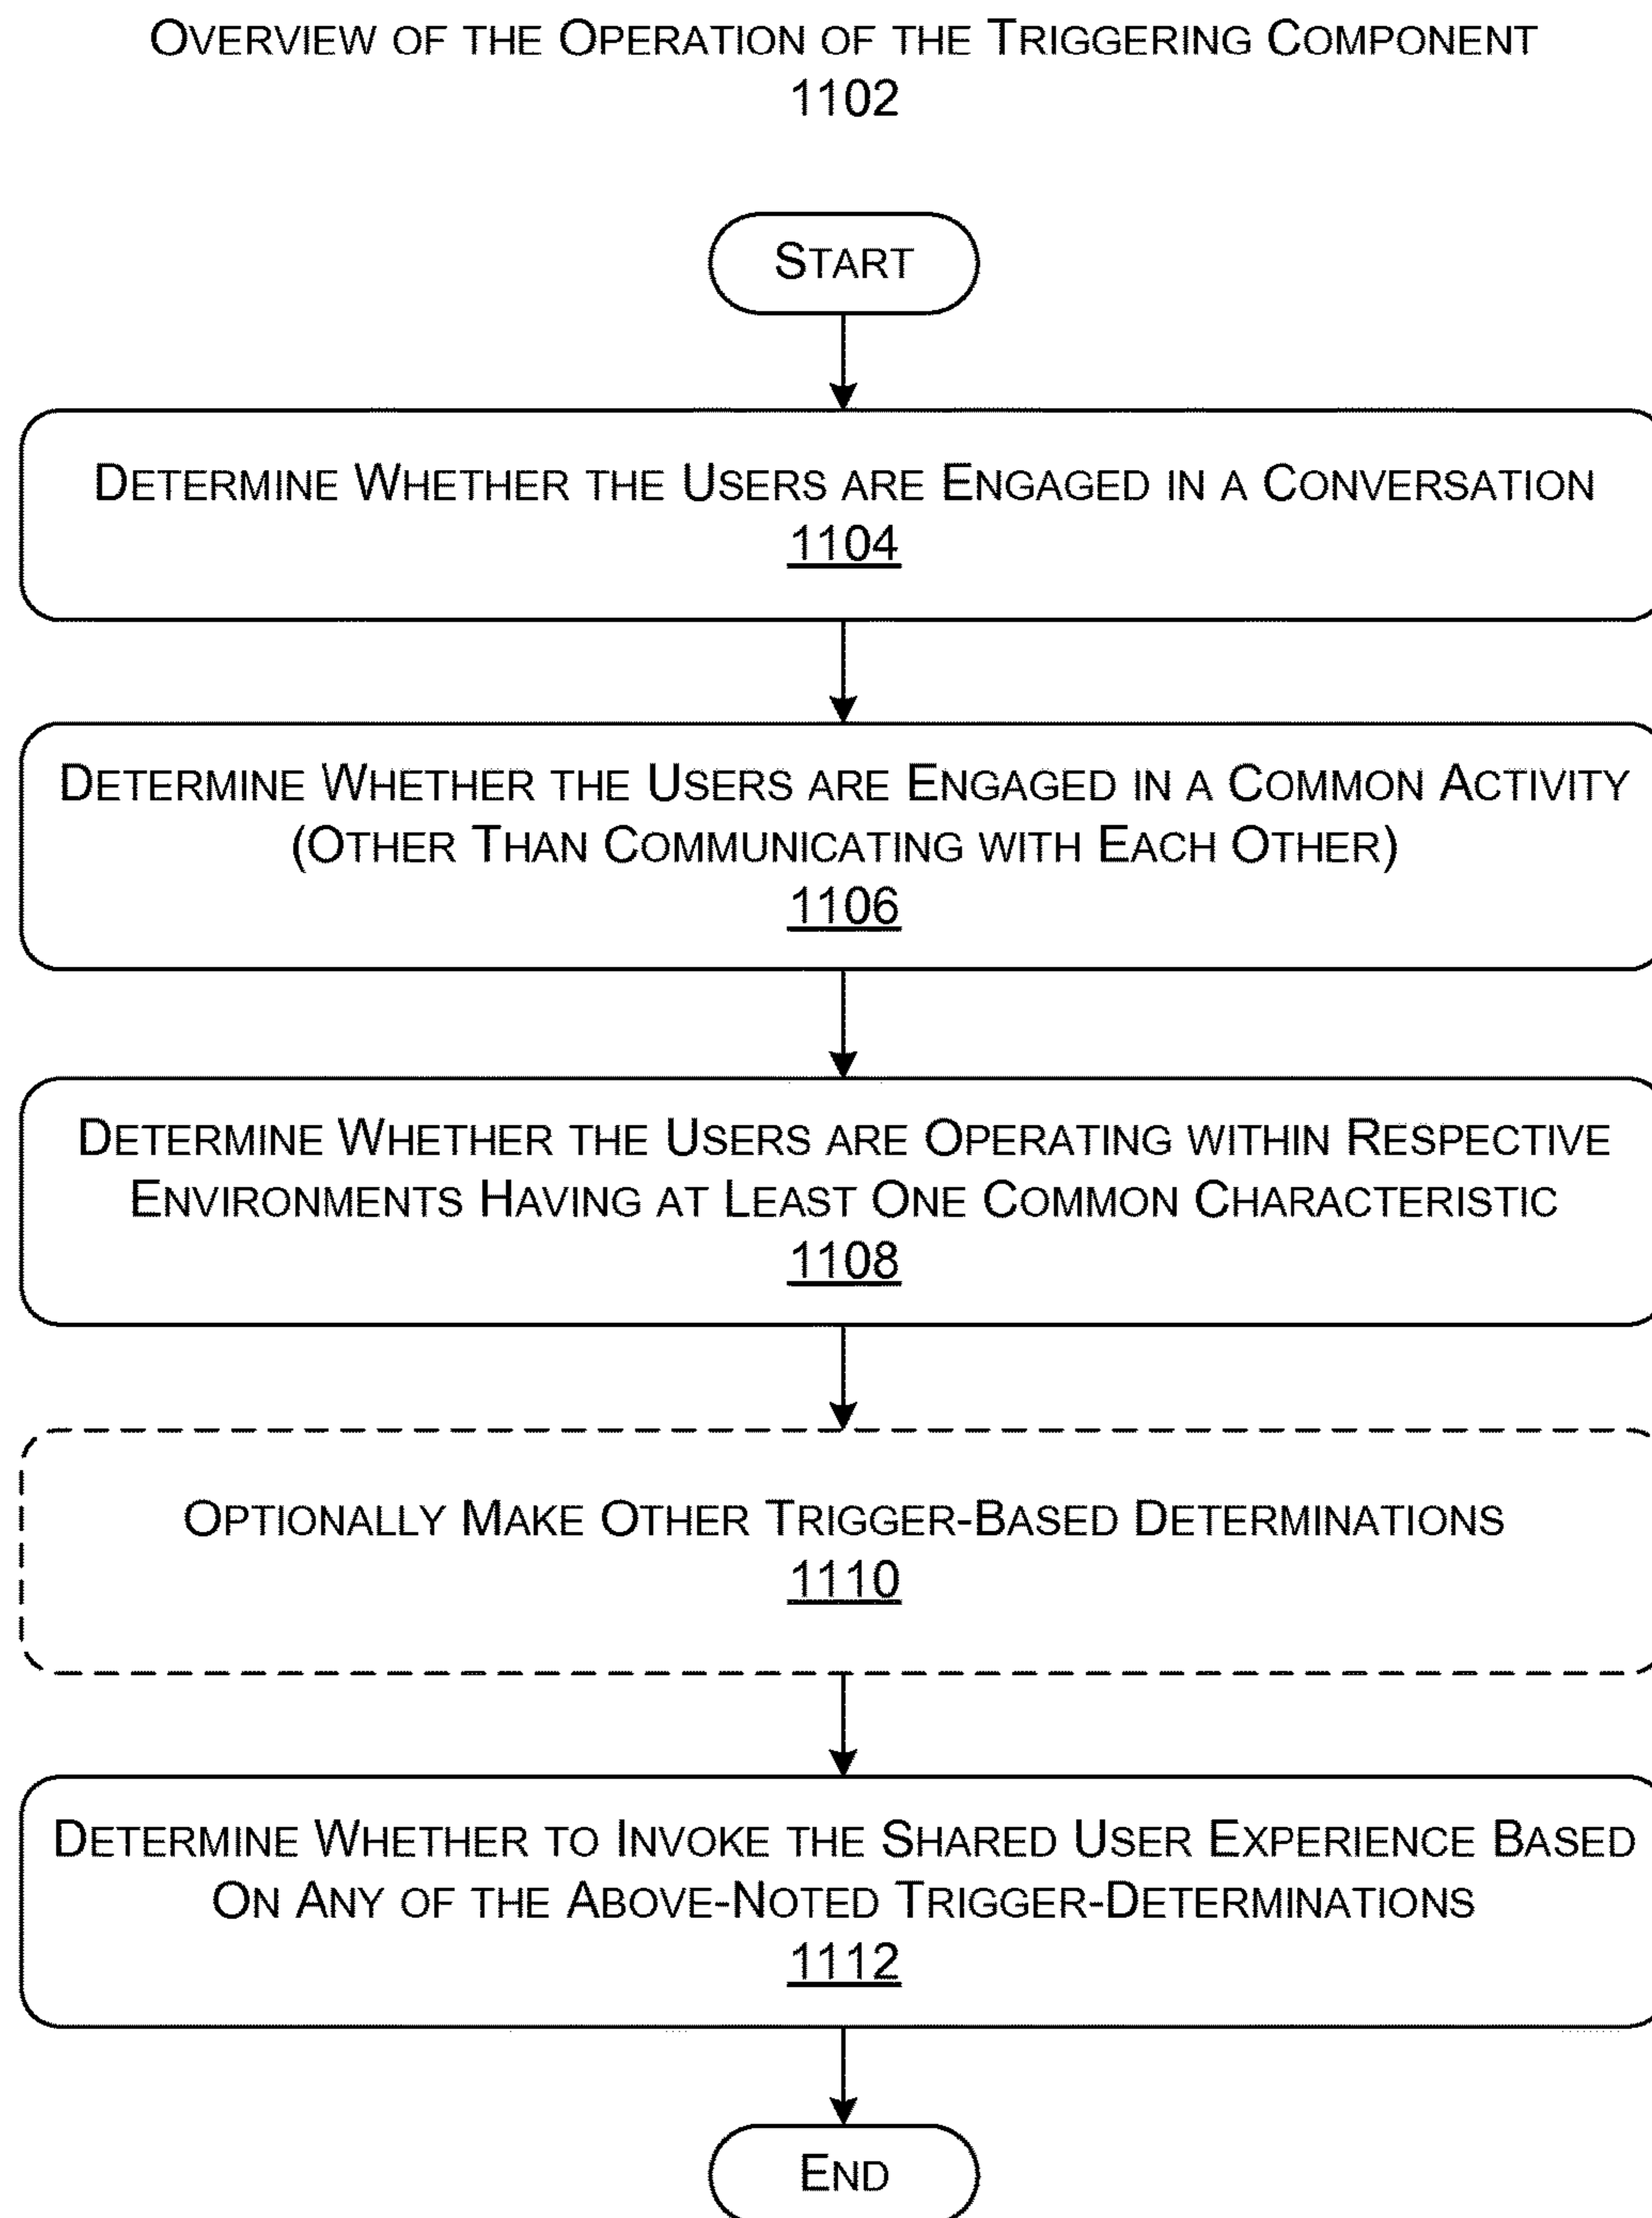 OVERVIEW OF THE OPERATION OF THE TRIGGERING COMPONENT
1102
START
DETERMINE WHETHER THE USERS ARE ENGAGED IN A CONVERSATION
1104
DETERMINE WHETHER THE USERS ARE ENGAGED IN A COMMON ACTIVITY
(OTHER THAN COMMUNICATING WITH EACH OTHER)
1106
DETERMINE WHETHER THE USERS ARE OPERATING WITHIN RESPECTIVE
ENVIRONMENTS HAVING AT LEAST ONE COMMON CHARACTERISTIC
1108
OPTIONALLY MAKE OTHER TRIGGER-BASED DETERMINATIONS
1110
DETERMINE WHETHER TO INVOKE THE SHARED USER EXPERIENCE BASED
ON ANY OF THE ABOVE-NOTED TRIGGER-DETERMINATIONS
1112
END